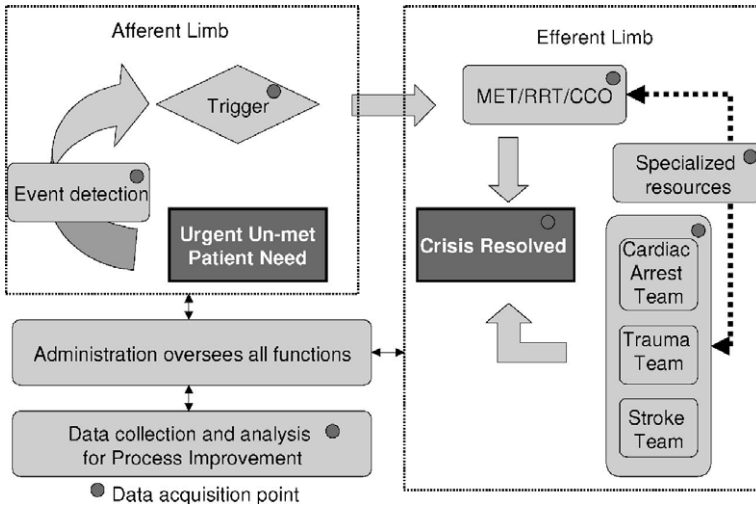 Afferent Limb
Trigger
Event detection
Urgent Un-met
Patient Need
Efferent Limb
MET/RRT/CCO
Specialized
resources
Crisis Resolved
Cardiac
Arrest
Team
Trauma
Team
Stroke
Team
Administration oversees all functions
Data collection and analysis
for Process Improvement
Data acquisition point